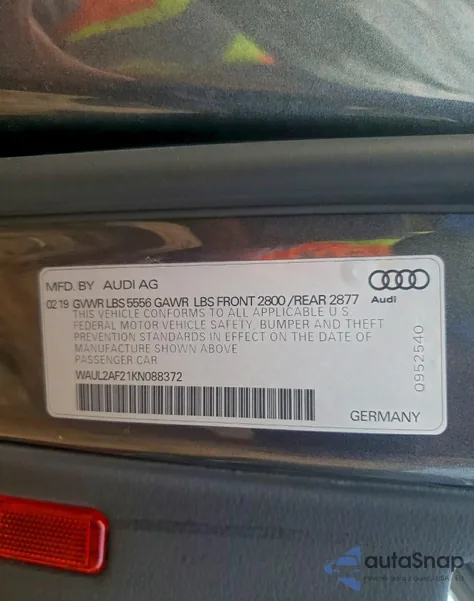 MFD. BY AUDI AG
02 19 GVWR LBS 5556 GAWR LBS FRONT 2800 /REAR 2877
Audi
THIS VEHICLE CONFORMS TO ALL APPLICABLE U S
FEDERAL MOTOR VEHICLE SAFETY, BUMPER AND THEFT
PREVENTION STANDARDS IN EFFECT ON THE DATE OF
MANUFACTURE SHOWN ABOVE
PASSENGER CAR
WAUL2AF21KN088372
0952540
GERMANY
autaSnap